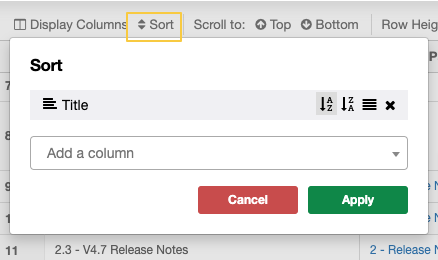 Display Columns Sort Scroll to: Top Bottom Row Heig
P
Sort
7
Title
A Z Z A
8
Add a column
9
e N
Cancel Apply
1
e No
11 2.3 - V4.7 Release Notes 2 - Release N